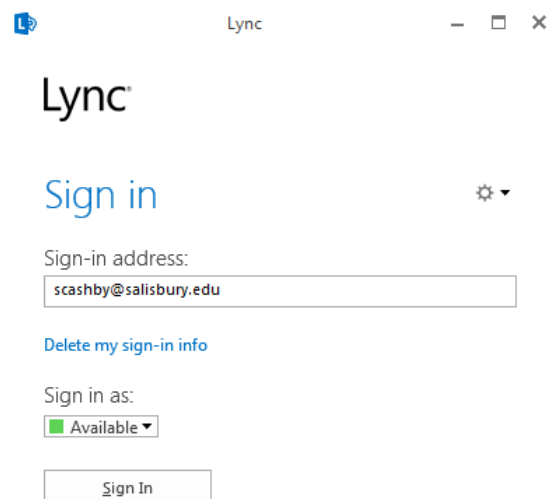 Lync
Lync
Sign in
Sign-in address:
scashby@salisbury.edu
Delete my sign-in info
Sign in as:
Available
Sign In